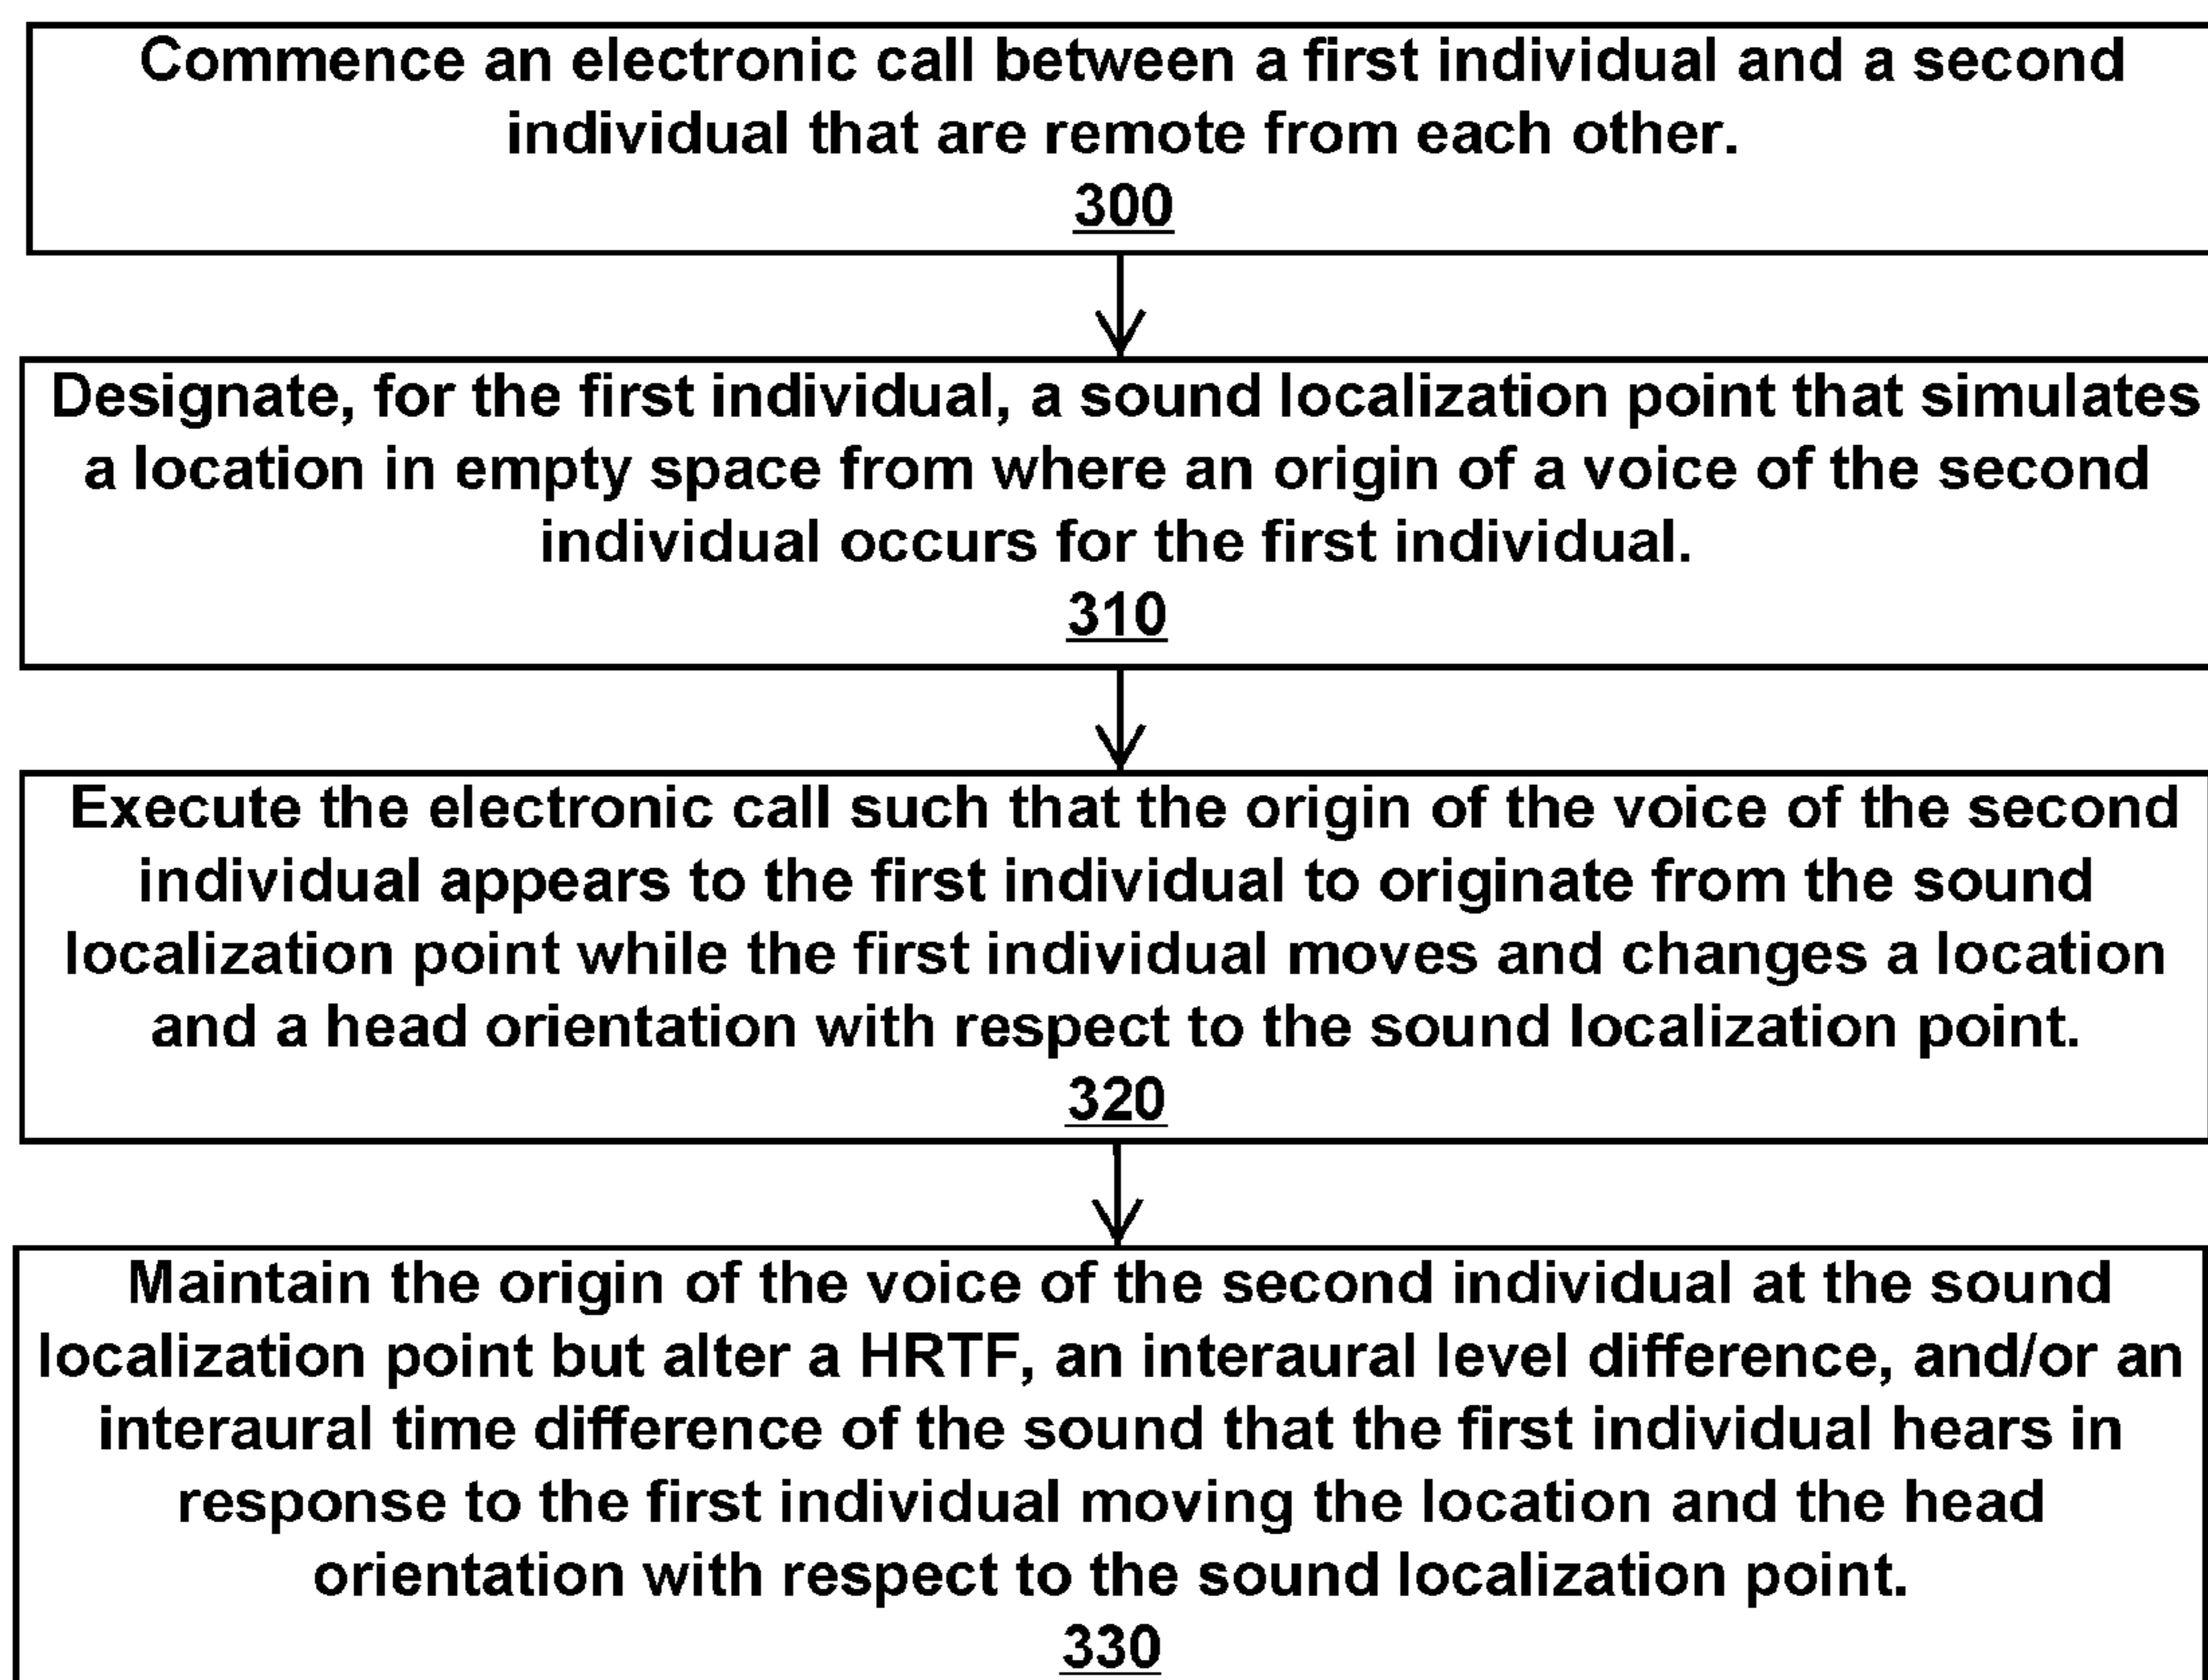 Commence an electronic call between a first individual and a second
individual that are remote from each other.
300
Designate, for the first individual, a sound localization point that simulates
a location in empty space from where an origin of a voice of the second
individual occurs for the first individual.
310
Execute the electronic call such that the origin of the voice of the second
individual appears to the first individual to originate from the sound
localization point while the first individual moves and changes a location
and a head orientation with respect to the sound localization point.
320
Maintain the origin of the voice of the second individual at the sound
localization point but alter a HRTF, an interaural level difference, and/or an
interaural time difference of the sound that the first individual hears in
response to the first individual moving the location and the head
orientation with respect to the sound localization point.
330